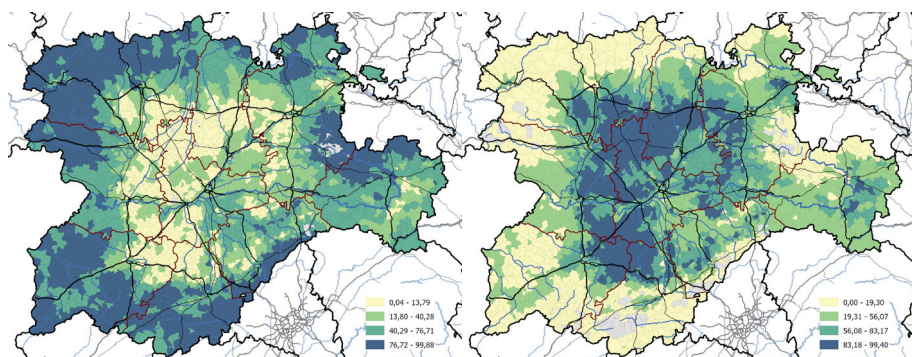 0,04 - 13,79
13,80 - 40,28
40,29 - 76,71
76,72 - 99,88
0,00 - 19,30
19,31 - 56,07
56,08 - 83,17
83,18 - 99,40